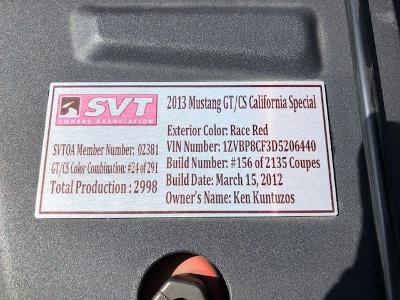 SVT
OWNERS ASSOCIATION
2013 Mustang GT/CS California Special
Exterior Color: Race Red
SVTOA Member Number: 02381
VIN Number: 1ZVBP8CF3D5206440
GT/CS Color Combination: #24 of 291
Build Number: #156 of 2135 Coupes
Total Production : 2998
Build Date: March 15, 2012
Owner's Name: Ken Kuntuzos